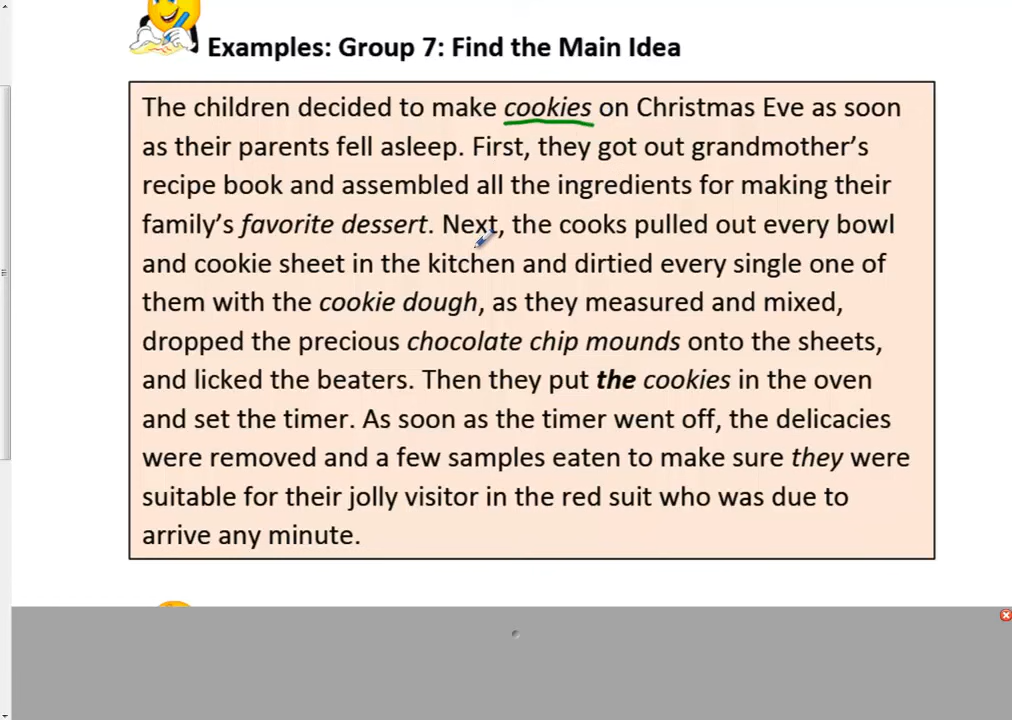 Examples: Group 7: Find the Main Idea
The children decided to make cookies on Christmas Eve as soon
as their parents fell asleep. First, they got out grandmother's
recipe book and assembled all the ingredients for making their
family's favorite dessert. Next, the cooks pulled out every bowl
and cookie sheet in the kitchen and dirtied every single one of
them with the cookie dough, as they measured and mixed,
dropped the precious chocolate chip mounds onto the sheets,
and licked the beaters. Then they put the cookies in the oven
and set the timer. As soon as the timer went off, the delicacies
were removed and a few samples eaten to make sure they were
suitable for their jolly visitor in the red suit who was due to
arrive any minute.